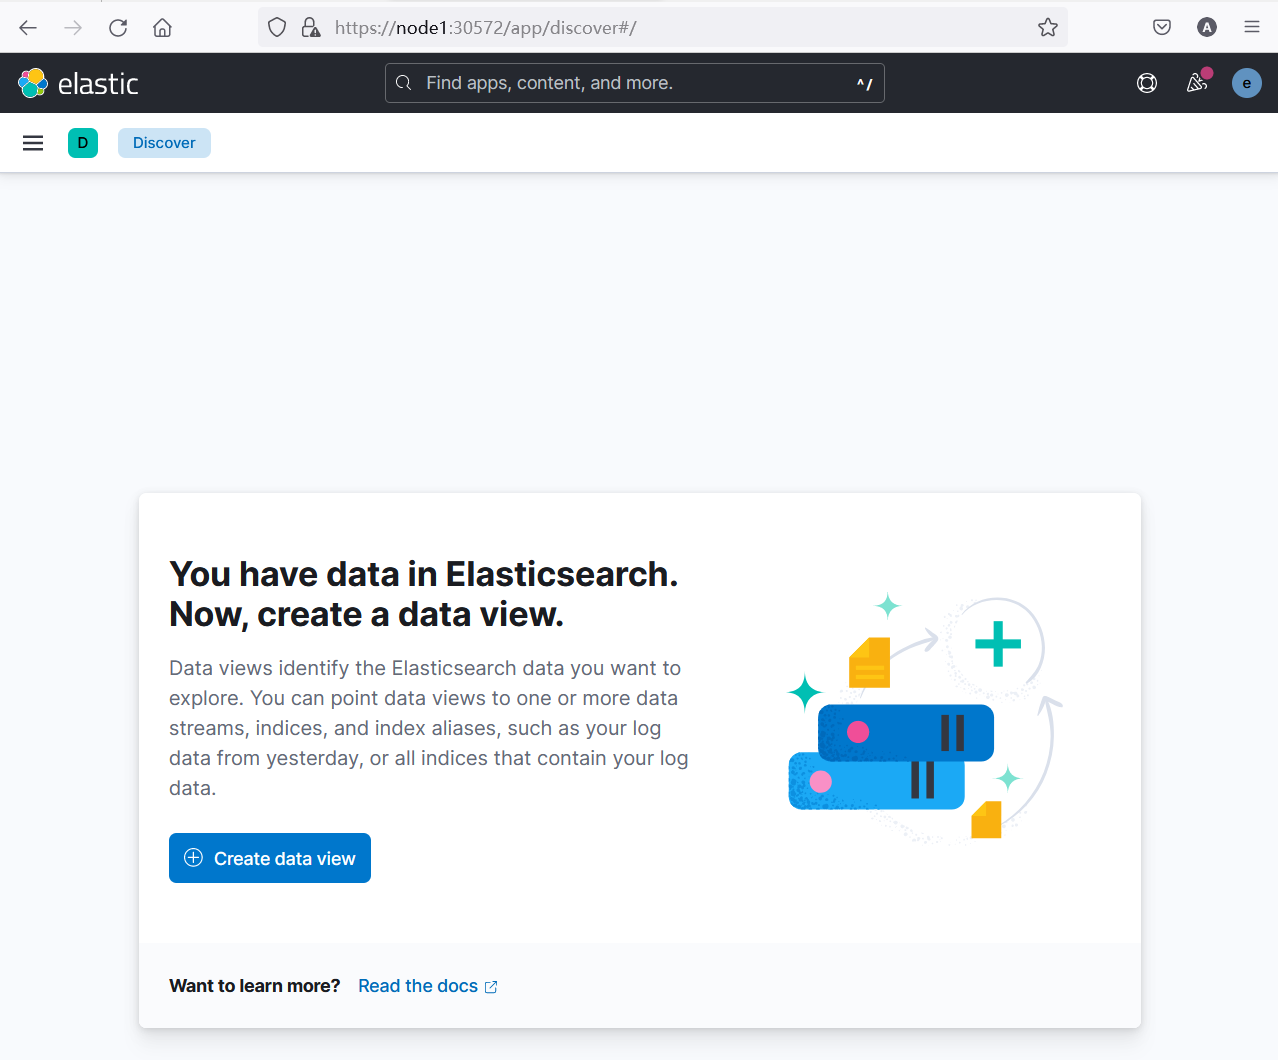 https://node1:30572/app/discover#/
A
elastic
Find apps, content, and more.
^/
e
D
Discover
You have data in Elasticsearch.
Now, create a data view.
Data views identify the Elasticsearch data you want to
explore. You can point data views to one or more data
streams, indices, and index aliases, such as your log
data from yesterday, or all indices that contain your log
data.
Create data view
Want to learn more? Read the docs